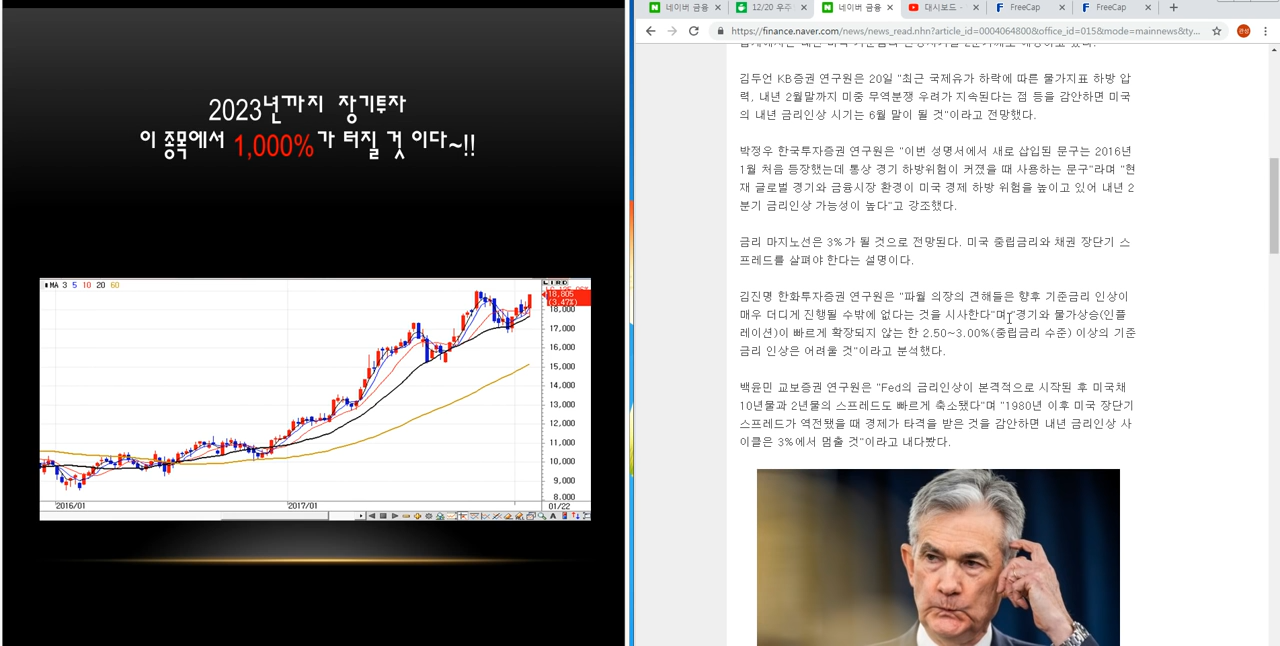 2023년까지 장기투자
이 종목에서 1,000%가 터질 것 이다~!!
MA 3 5 10 20 60
18,805
(3.47%)
18,000
17,000
16,000
15,000
14,000
13,000
12,000
11,000
10,000
9,000
8,000
2016/01
2017/01
01/22
네이버 금융
12/20 우주
네이버 금융
대시보드 -
FreeCap
FreeCap
https://finance.naver.com/news/news_read.nhn?article_id=0004064800&office_id=015&mode=mainnews&ty...
김두언 KB증권 연구원은 20일 "최근 국제유가 하락에 따른 물가지표 하방 압
력, 내년 2월말까지 미중 무역분쟁 우려가 지속된다는 점 등을 감안하면 미국
의 내년 금리인상 시기는 6월 말이 될 것"이라고 전망했다.
박정우 한국투자증권 연구원은 "이번 성명서에서 새로 삽입된 문구는 2016년
1월 처음 등장했는데 통상 경기 하방위험이 커졌을 때 사용하는 문구"라며 "현
재 글로벌 경기와 금융시장 환경이 미국 경제 하방 위험을 높이고 있어 내년 2
분기 금리인상 가능성이 높다"고 강조했다.
금리 마지노선은 3%가 될 것으로 전망된다. 미국 중립금리와 채권 장단기 스
프레드를 살펴야 한다는 설명이다.
김진명 한화투자증권 연구원은 "파월 의장의 견해들은 향후 기준금리 인상이
매우 더디게 진행될 수밖에 없다는 것을 시사한다"며 "경기와 물가상승(인플
레이션)이 빠르게 확장되지 않는 한 2.50~3.00%(중립금리 수준) 이상의 기준
금리 인상은 어려울 것"이라고 분석했다.
백윤민 교보증권 연구원은 "Fed의 금리인상이 본격적으로 시작된 후 미국채
10년물과 2년물의 스프레드도 빠르게 축소됐다"며 "1980년 이후 미국 장단기
스프레드가 역전됐을 때 경제가 타격을 받은 것을 감안하면 내년 금리인상 사
이클은 3%에서 멈출 것"이라고 내다봤다.